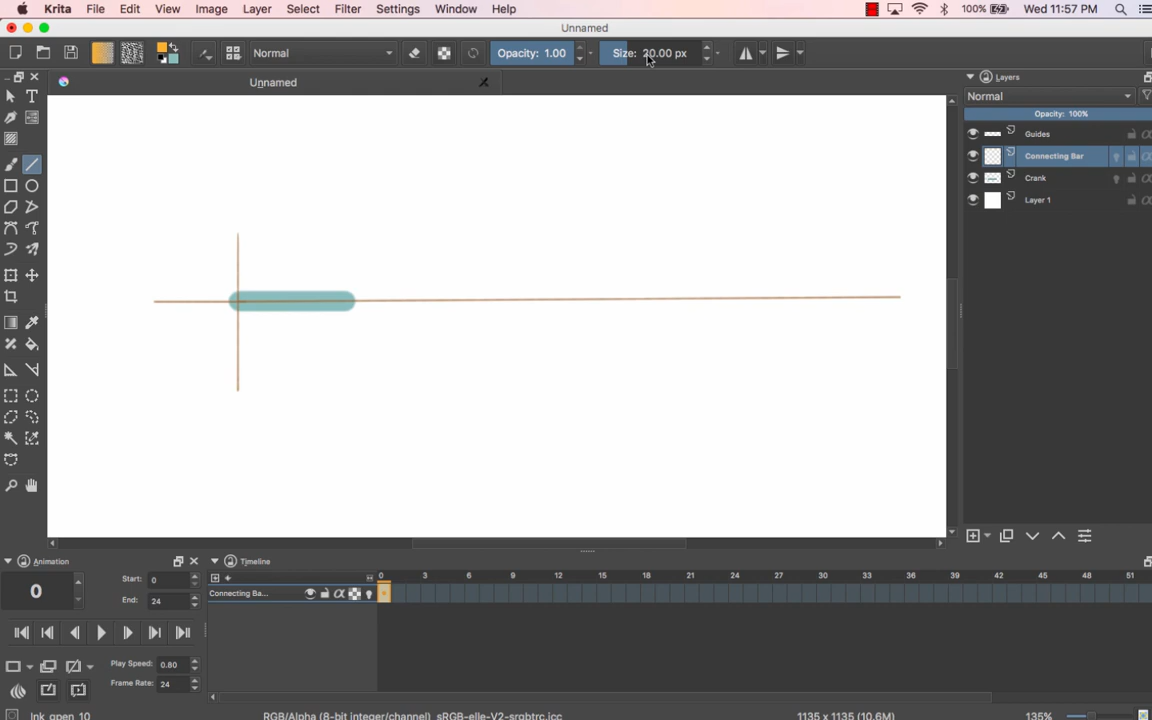 Krita File Edit View Image Layer Select Filter Settings Window Help 100% Wed 11:57 PM
Unnamed
Normal Opacity: 1.00 Size: 20.00 px
Unnamed
Layers
Normal
Opacity: 100%
Guides
Connecting Bar
Crank
Layer 1
Animation
0
Start: 0
End: 24
Play Speed: 0.80
Frame Rate: 24
Timeline
0 3 6 9 12 15 18 21 24 27 30 33 36 39 42 45 48 51
Connecting Ba...
Ink_gpen_10 RGB/Alpha (8-bit integer/channel) sRGB-elle-V2-srgbtrc.icc 1135 x 1135 (10.6M) 135%